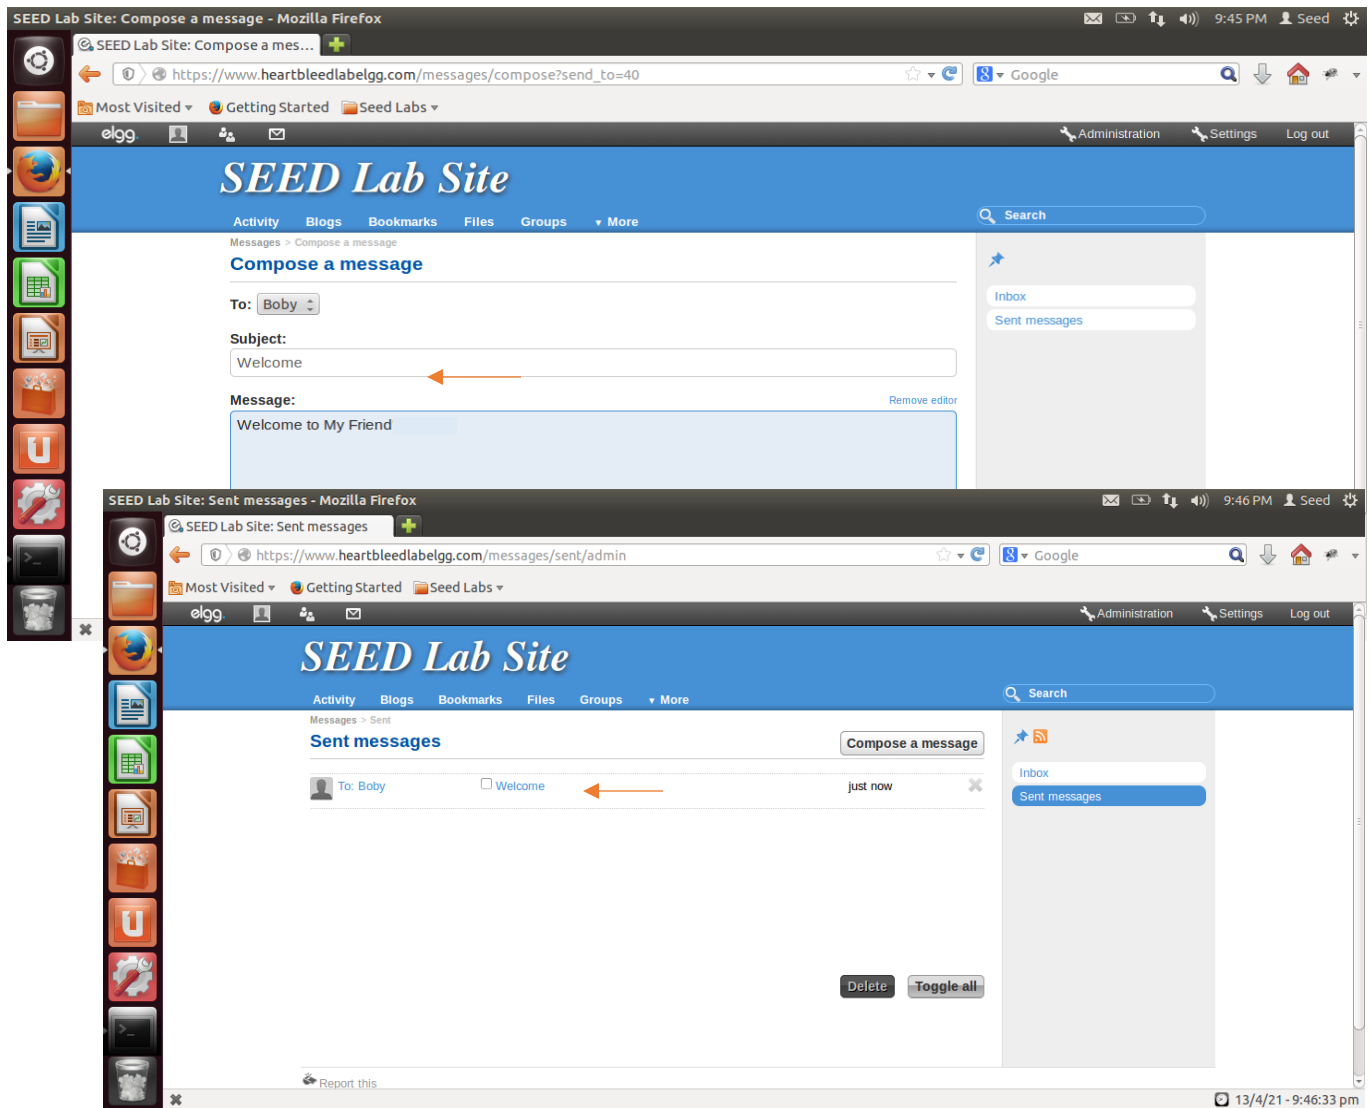 SEED Lab Site: Compose a message - Mozilla Firefox
9:45 PM Seed
SEED Lab Site: Compose a mes...
https://www.heartbleedlabelgg.com/messages/compose?send_to=40
Google
Most Visited Getting Started Seed Labs
elgg. Administration Settings Log out
SEED Lab Site
Activity Blogs Bookmarks Files Groups More
Search
Messages > Compose a message
Compose a message
To: Boby
Inbox
Sent messages
Subject:
Welcome
Message: Remove editor
Welcome to My Friend
SEED Lab Site: Sent messages - Mozilla Firefox
9:46 PM Seed
SEED Lab Site: Sent messages
https://www.heartbleedlabelgg.com/messages/sent/admin
Google
Most Visited Getting Started Seed Labs
elgg. Administration Settings Log out
SEED Lab Site
Activity Blogs Bookmarks Files Groups More
Search
Messages > Sent
Sent messages Compose a message
To: Boby Welcome just now
Inbox
Sent messages
Delete Toggle all
Report this
13/4/21 - 9:46:33 pm